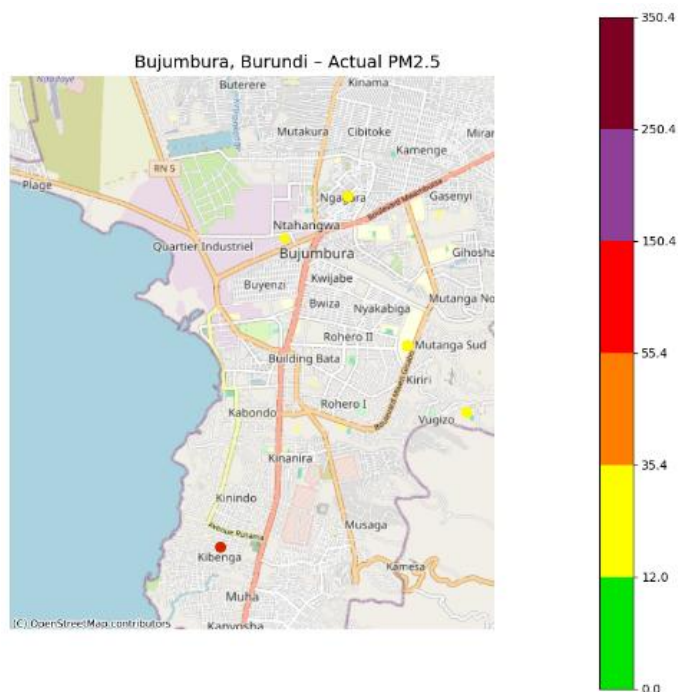 350.4
Bujumbura, Burundi – Actual PM2.5
Buterere
Kinama
Mutakura
Cibitoke
250.4
Kamenge
RN 5
Plage
Ngagara
Gasenyi
Boulevard Mwambutsa
Ntahangwa
150.4
Quartier Industriel
Bujumbura
Gihosha
Kwijabe
Buyenzi
Bwiza
Nyakabiga
Mutanga No
Rohero II
Mutanga Sud
55.4
Building Bata
Kiriri
Rohero I
Kabondo
Vugizo
Kinanira
35.4
Kinindo
Musaga
Kibenga
Kamesa
12.0
Muha
(C) OpenStreetMap contributors
Kanyosha
0.0